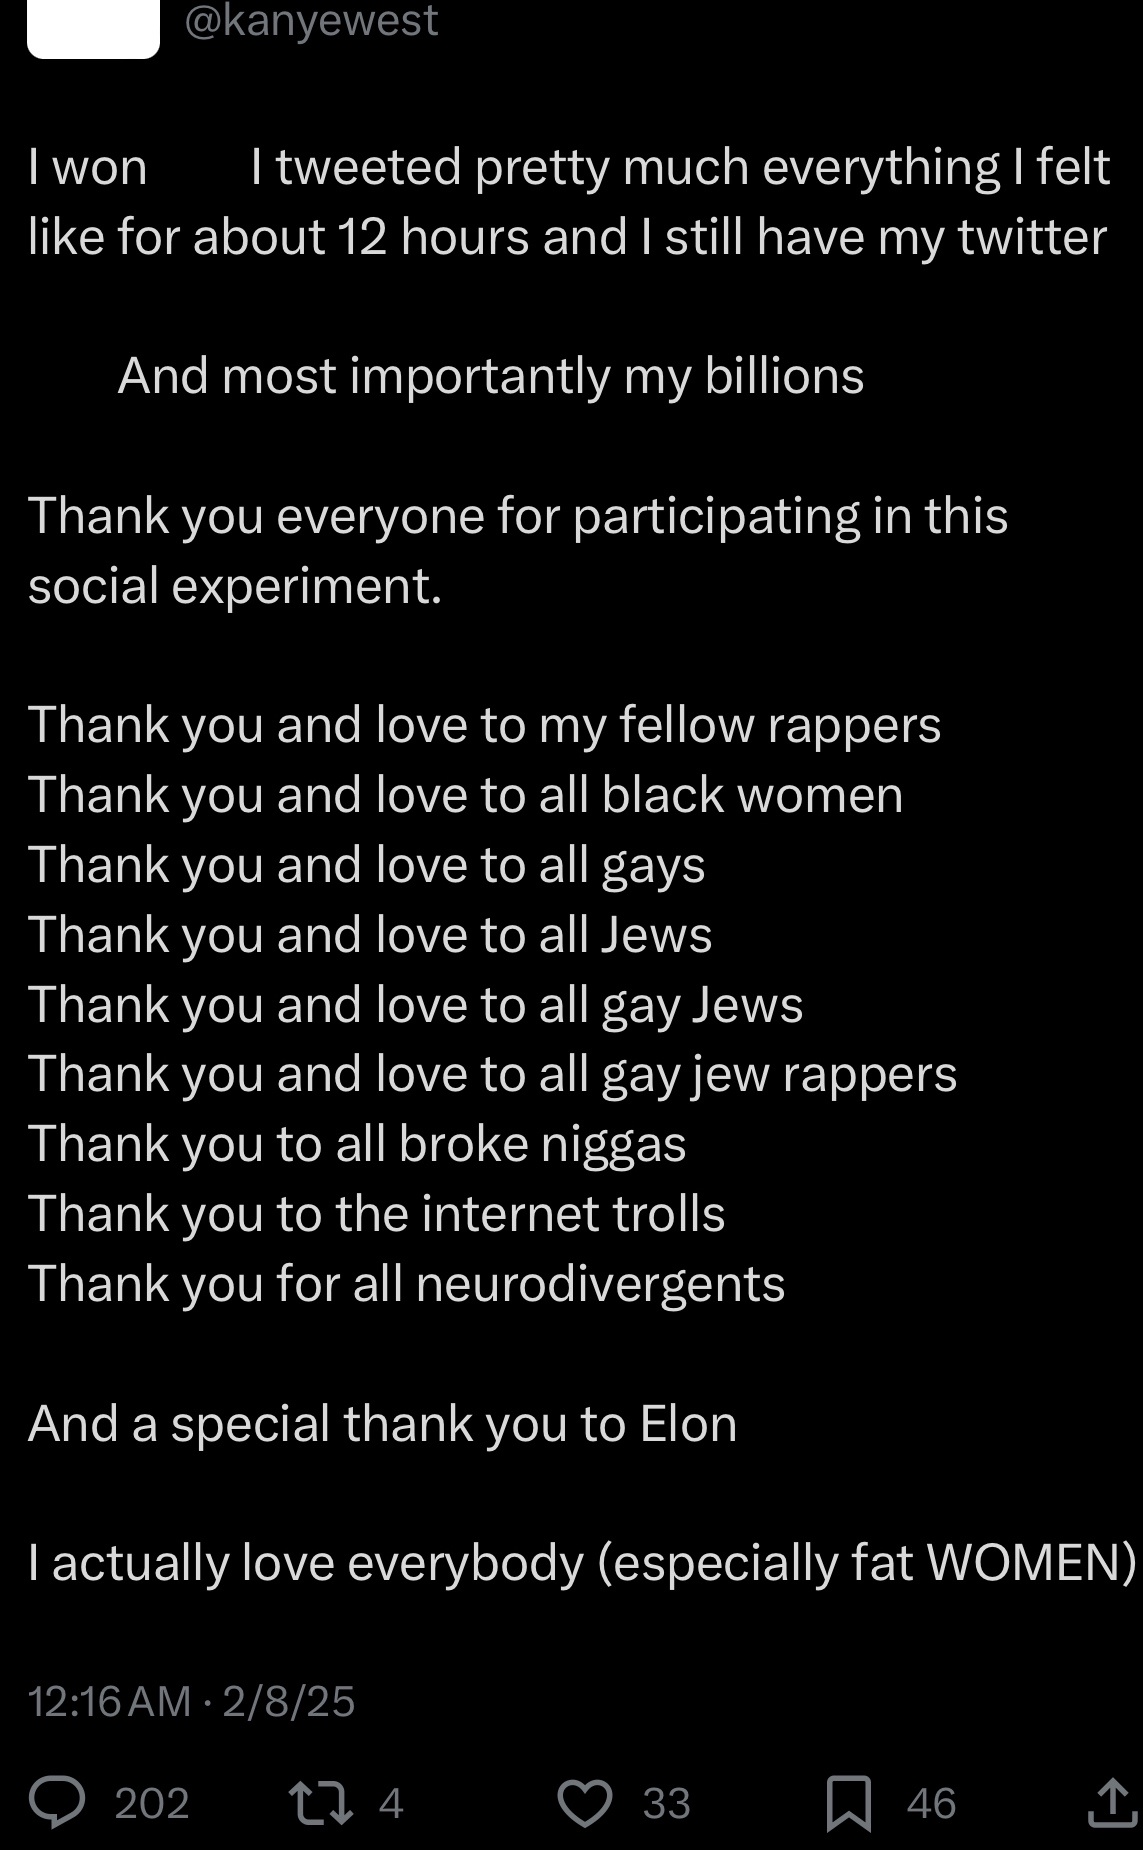 @kanyewest
I won I tweeted pretty much everything I felt
like for about 12 hours and I still have my twitter
And most importantly my billions
Thank you everyone for participating in this
social experiment.
Thank you and love to my fellow rappers
Thank you and love to all black women
Thank you and love to all gays
Thank you and love to all Jews
Thank you and love to all gay Jews
Thank you and love to all gay jew rappers
Thank you to all broke niggas
Thank you to the internet trolls
Thank you for all neurodivergents
And a special thank you to Elon
I actually love everybody (especially fat WOMEN)
12:16 AM · 2/8/25
202 4 33 46